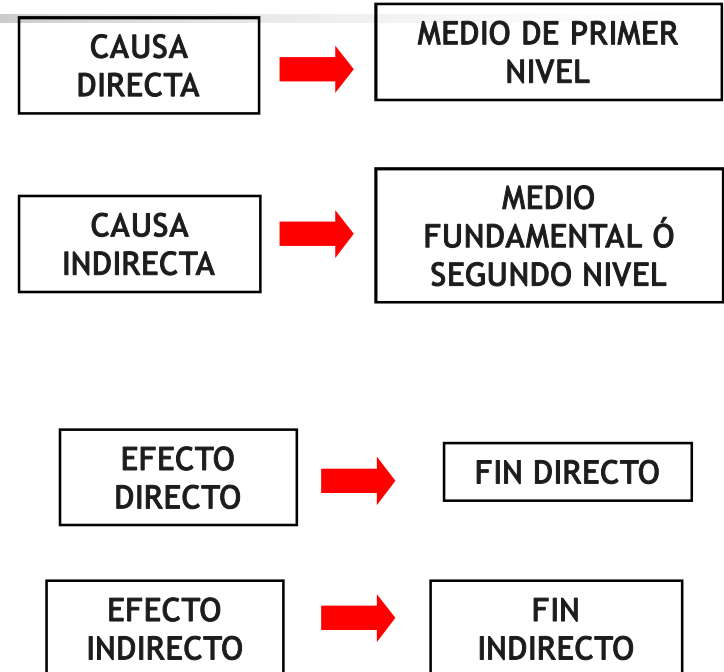 CAUSA
DIRECTA
MEDIO DE PRIMER
NIVEL
CAUSA
INDIRECTA
MEDIO
FUNDAMENTAL Ó
SEGUNDO NIVEL
EFECTO
DIRECTO
FIN DIRECTO
EFECTO
INDIRECTO
FIN
INDIRECTO